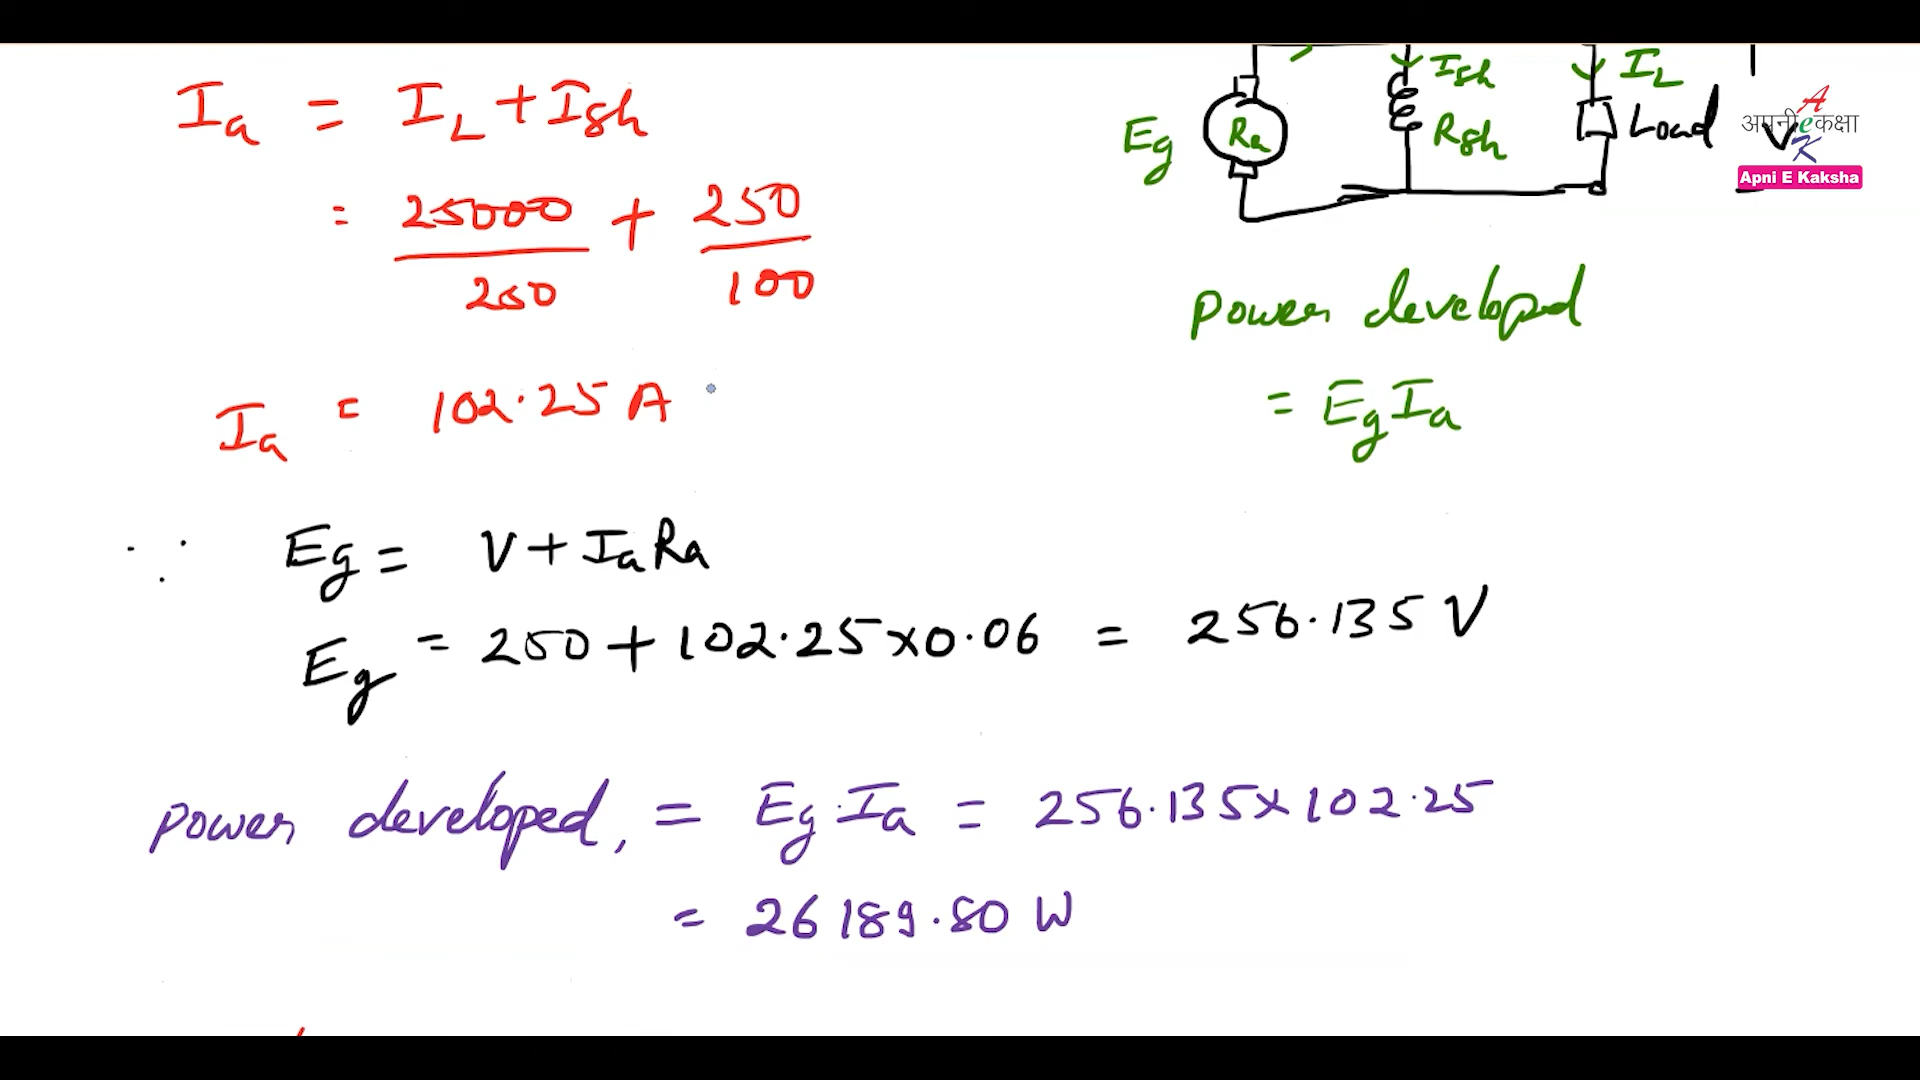 Ia = IL + Ish
= 25000/250 + 250/100
Ia = 102.25 A
Eg
Ra
Ish
Rsh
IL
Load
V
अपनी e कक्षा
A
K
Apni E Kaksha
Power developed
= EgIa
∵ Eg = V + IaRa
Eg = 250 + 102.25 x 0.06 = 256.135 V
Power developed, = Eg.Ia = 256.135 x 102.25
= 26189.80 W